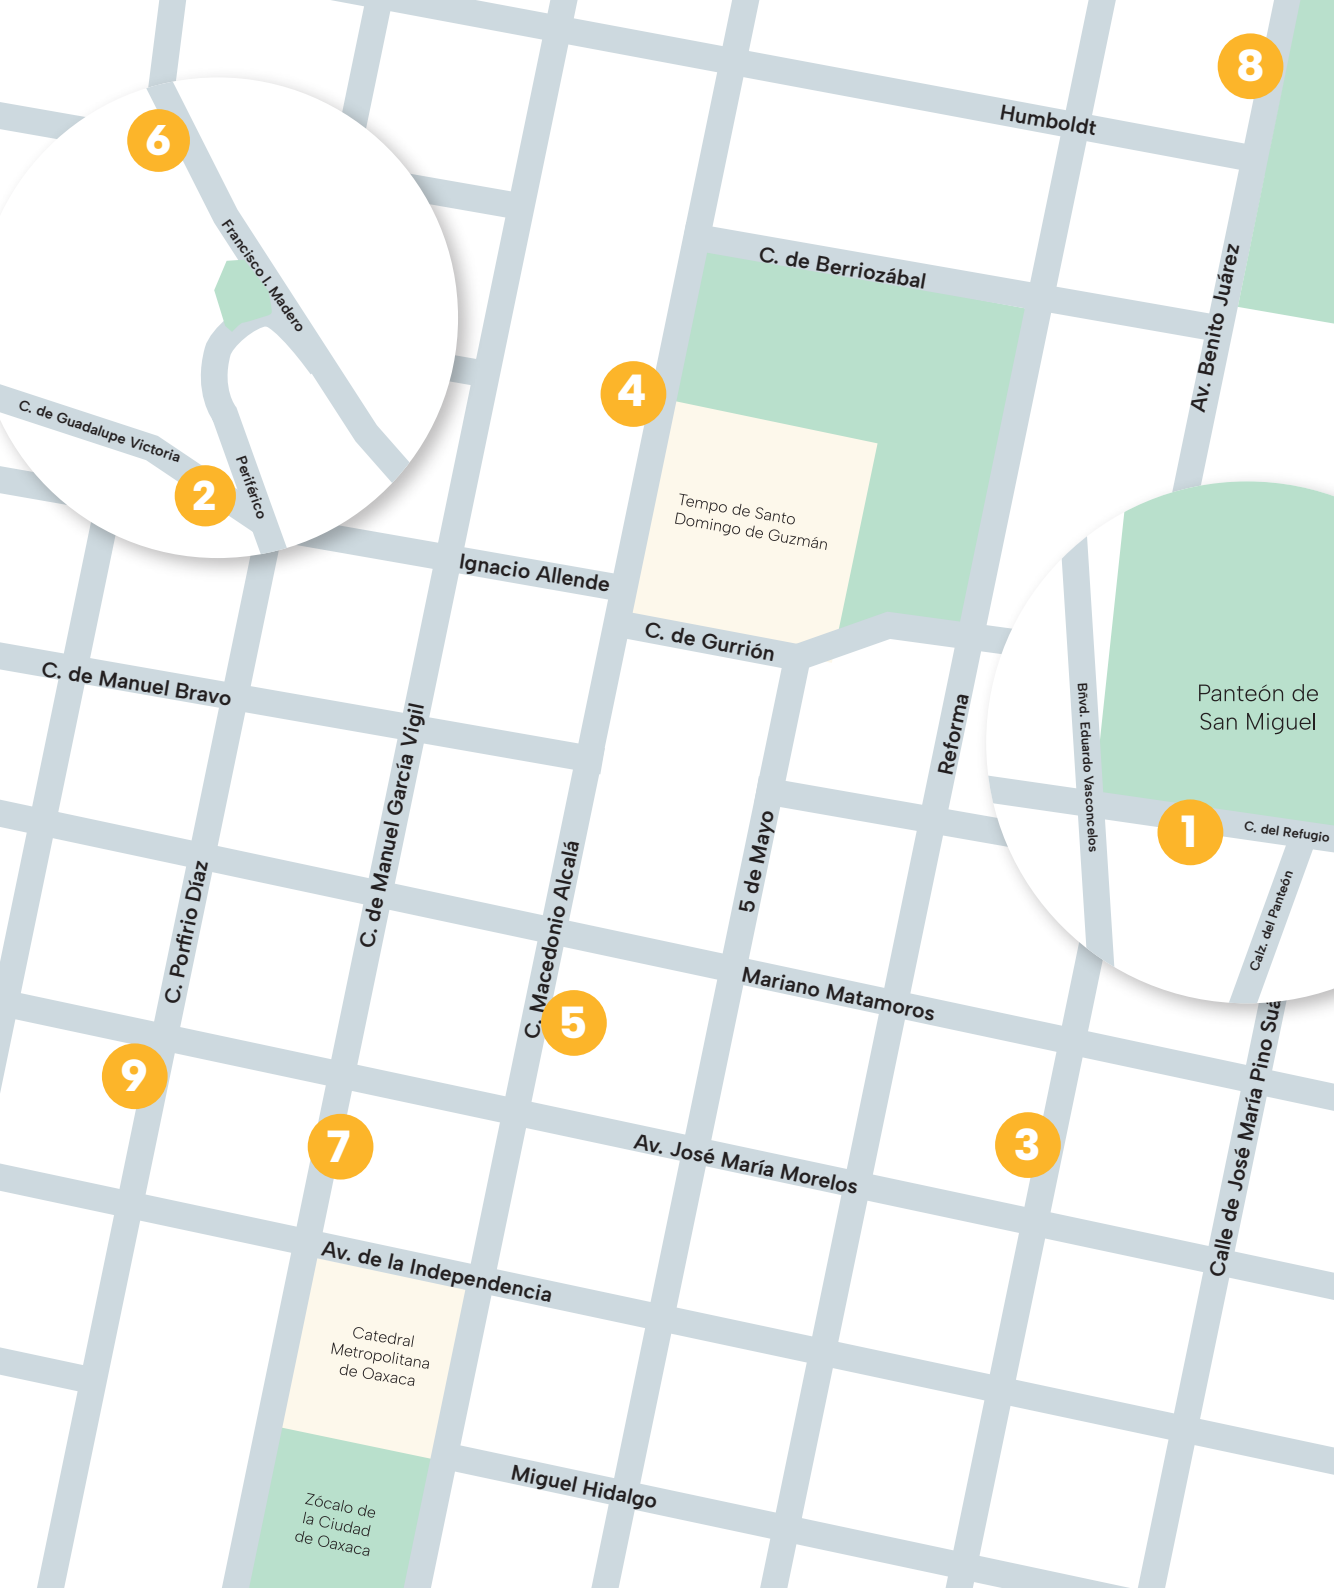 8
Humboldt
6
Francisco I. Madero
C. de Berriozábal
Av. Benito Juárez
4
C. de Guadalupe Victoria
2
Periférico
Tempo de Santo
Domingo de Guzmán
Ignacio Allende
C. de Gurrión
C. de Manuel Bravo
C. de Manuel García Vigil
Reforma
Bñvd. Eduardo Vasconcelos
Panteón de
San Miguel
1
C. del Refugio
Calz. del Panteón
C. Porfirio Díaz
C. Macedonio Alcalá
5 de Mayo
Mariano Matamoros
5
9
7
Av. José María Morelos
3
Calle de José María Pino Suá
Av. de la Independencia
Catedral
Metropolitana
de Oaxaca
Miguel Hidalgo
Zócalo de
la Ciudad
de Oaxaca